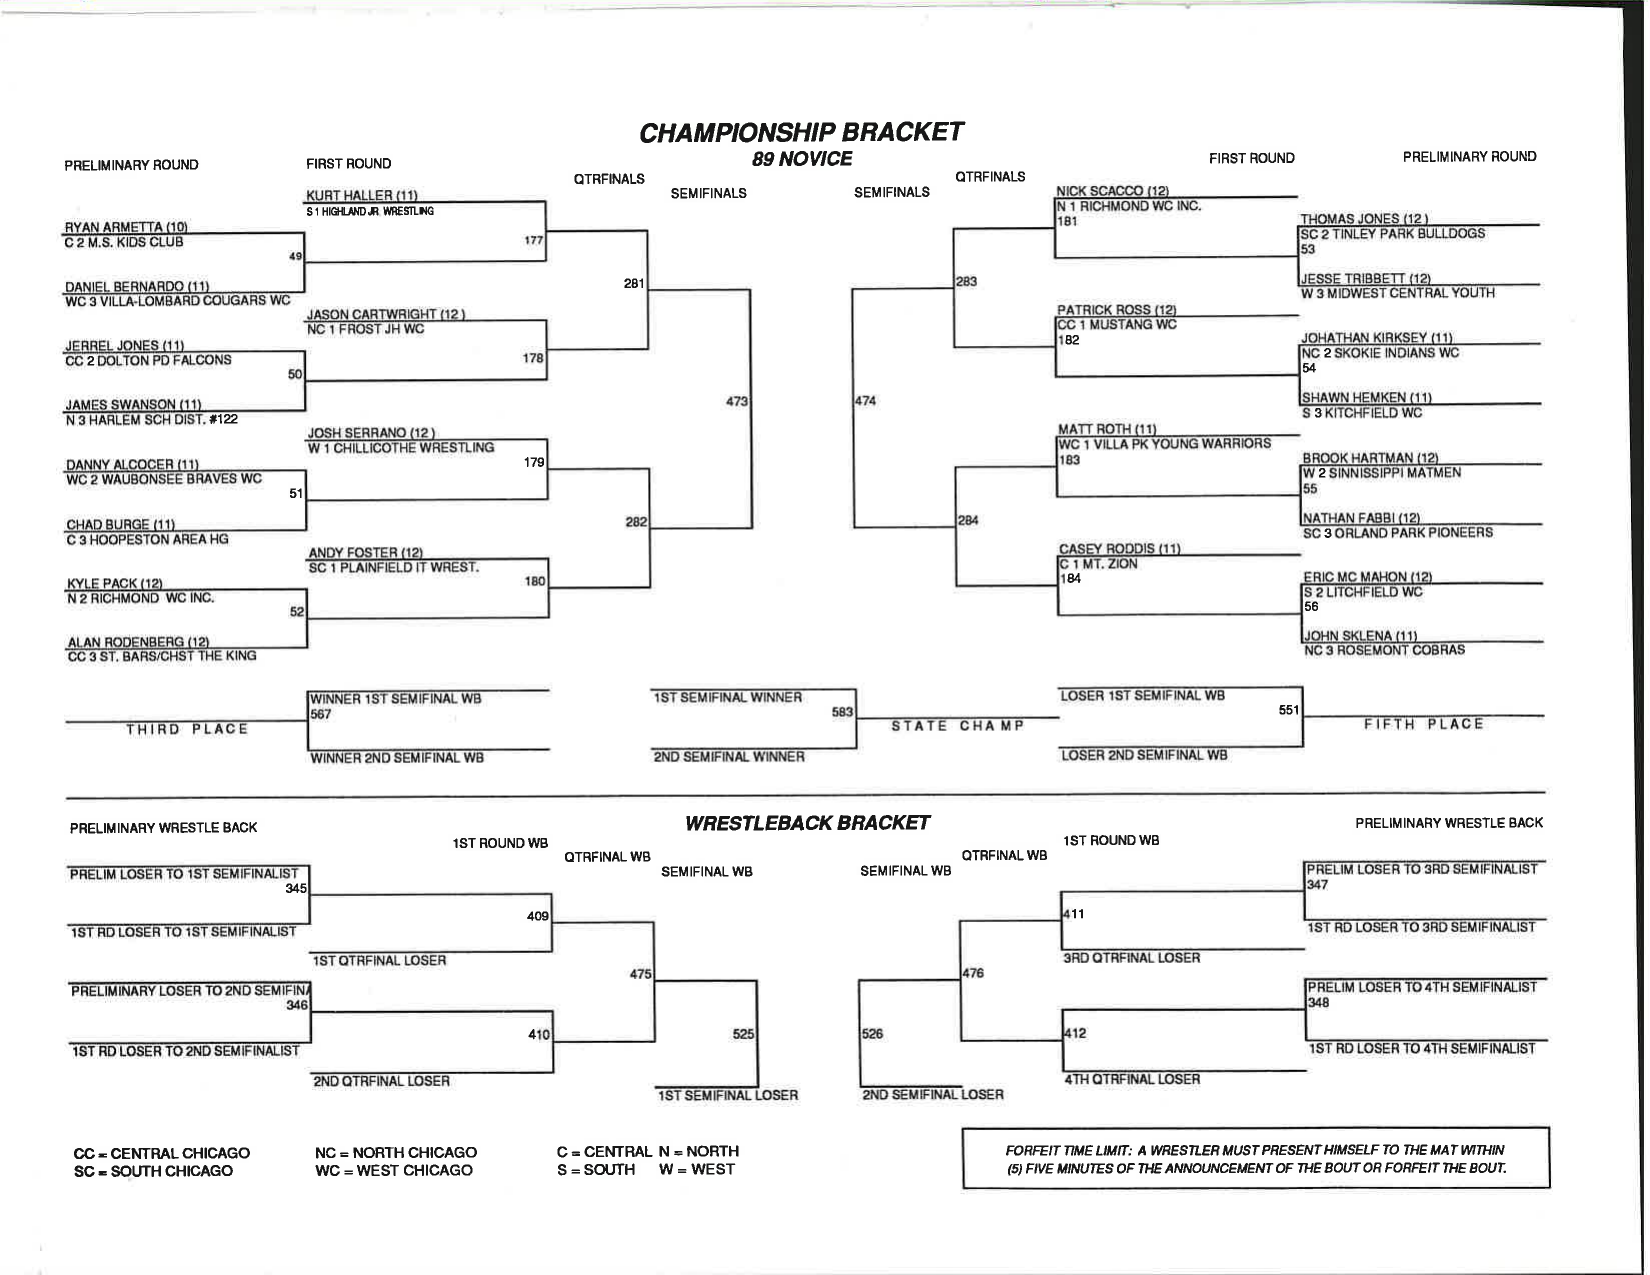 CHAMPIONSHIP BRACKET
89 NOVICE
PRELIMINARY ROUND
FIRST ROUND
QTRFINALS
SEMIFINALS
SEMIFINALS
QTRFINALS
FIRST ROUND
PRELIMINARY ROUND
KURT HALLER (11)
S 1 HIGHLAND JR. WRESTLING
RYAN ARMETTA (10)
C 2 M.S. KIDS CLUB
49
177
DANIEL BERNARDO (11)
WC 3 VILLA-LOMBARD COUGARS WC
281
JASON CARTWRIGHT (12)
NC 1 FROST JH WC
JERREL JONES (11)
CC 2 DOLTON PD FALCONS
50
178
JAMES SWANSON (11)
N 3 HARLEM SCH DIST. #122
473
JOSH SERRANO (12)
W 1 CHILLICOTHE WRESTLING
DANNY ALCOCER (11)
WC 2 WAUBONSEE BRAVES WC
51
179
CHAD BURGE (11)
C 3 HOOPESTON AREA HG
282
ANDY FOSTER (12)
SC 1 PLAINFIELD IT WREST.
KYLE PACK (12)
N 2 RICHMOND WC INC.
52
180
ALAN RODENBERG (12)
CC 3 ST. BARS/CHST THE KING
NICK SCACCO (12)
N 1 RICHMOND WC INC.
181
THOMAS JONES (12)
SC 2 TINLEY PARK BULLDOGS
53
283
JESSE TRIBBETT (12)
W 3 MIDWEST CENTRAL YOUTH
PATRICK ROSS (12)
CC 1 MUSTANG WC
182
JOHATHAN KIRKSEY (11)
NC 2 SKOKIE INDIANS WC
54
474
SHAWN HEMKEN (11)
S 3 KITCHFIELD WC
MATT ROTH (11)
WC 1 VILLA PK YOUNG WARRIORS
183
BROOK HARTMAN (12)
W 2 SINNISSIPPI MATMEN
55
284
NATHAN FABBI (12)
SC 3 ORLAND PARK PIONEERS
CASEY RODDIS (11)
C 1 MT. ZION
184
ERIC MC MAHON (12)
S 2 LITCHFIELD WC
56
JOHN SKLENA (11)
NC 3 ROSEMONT COBRAS
WINNER 1ST SEMIFINAL WB
567
THIRD PLACE
WINNER 2ND SEMIFINAL WB
1ST SEMIFINAL WINNER
583
STATE CHAMP
2ND SEMIFINAL WINNER
LOSER 1ST SEMIFINAL WB
551
FIFTH PLACE
LOSER 2ND SEMIFINAL WB
WRESTLEBACK BRACKET
PRELIMINARY WRESTLE BACK
1ST ROUND WB
QTRFINAL WB
SEMIFINAL WB
SEMIFINAL WB
QTRFINAL WB
1ST ROUND WB
PRELIMINARY WRESTLE BACK
PRELIM LOSER TO 1ST SEMIFINALIST
345
409
1ST RD LOSER TO 1ST SEMIFINALIST
1ST QTRFINAL LOSER
475
PRELIMINARY LOSER TO 2ND SEMIFINA
346
410
525
1ST RD LOSER TO 2ND SEMIFINALIST
2ND QTRFINAL LOSER
1ST SEMIFINAL LOSER
PRELIM LOSER TO 3RD SEMIFINALIST
347
411
1ST RD LOSER TO 3RD SEMIFINALIST
3RD QTRFINAL LOSER
476
PRELIM LOSER TO 4TH SEMIFINALIST
348
412
526
1ST RD LOSER TO 4TH SEMIFINALIST
4TH QTRFINAL LOSER
2ND SEMIFINAL LOSER
CC = CENTRAL CHICAGO
SC = SOUTH CHICAGO
NC = NORTH CHICAGO
WC = WEST CHICAGO
C = CENTRAL N = NORTH
S = SOUTH W = WEST
FORFEIT TIME LIMIT: A WRESTLER MUST PRESENT HIMSELF TO THE MAT WITHIN
(5) FIVE MINUTES OF THE ANNOUNCEMENT OF THE BOUT OR FORFEIT THE BOUT.